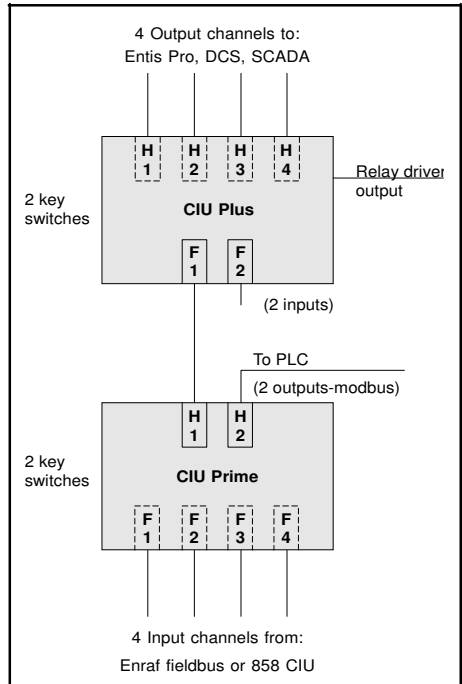 4 Output channels to:
Entis Pro, DCS, SCADA
H H H H
1 2 3 4
Relay driver
output
2 key
switches
CIU Plus
F F
1 2
(2 inputs)
To PLC
(2 outputs-modbus)
H H
1 2
2 key
switches
CIU Prime
F F F F
1 2 3 4
4 Input channels from:
Enraf fieldbus or 858 CIU